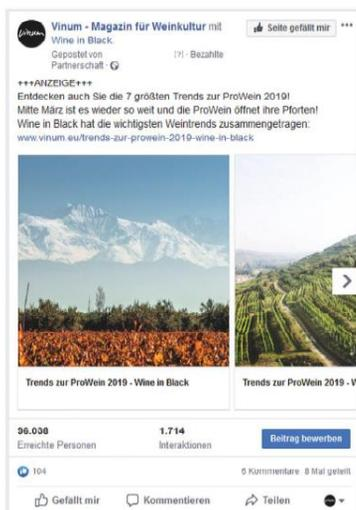 Vinum - Magazin für Weinkultur mit
Wine in Black.
Seite gefällt mir
Gepostet von
Partnerschaft ·
[?] · Bezahlte
+++ANZEIGE+++
Entdecken auch Sie die 7 größten Trends zur ProWein 2019!
Mitte März ist es wieder so weit und die ProWein öffnet ihre Pforten!
Wine in Black hat die wichtigsten Weintrends zusammengetragen:
www.vinum.eu/trends-zur-prowein-2019-wine-in-black
Trends zur ProWein 2019 - Wine in Black
Trends zur ProWein 2019 - W
36.038
Erreichte Personen
1.714
Interaktionen
Beitrag bewerben
104
6 Kommentare 8 Mal geteilt
Gefällt mir
Kommentieren
Teilen